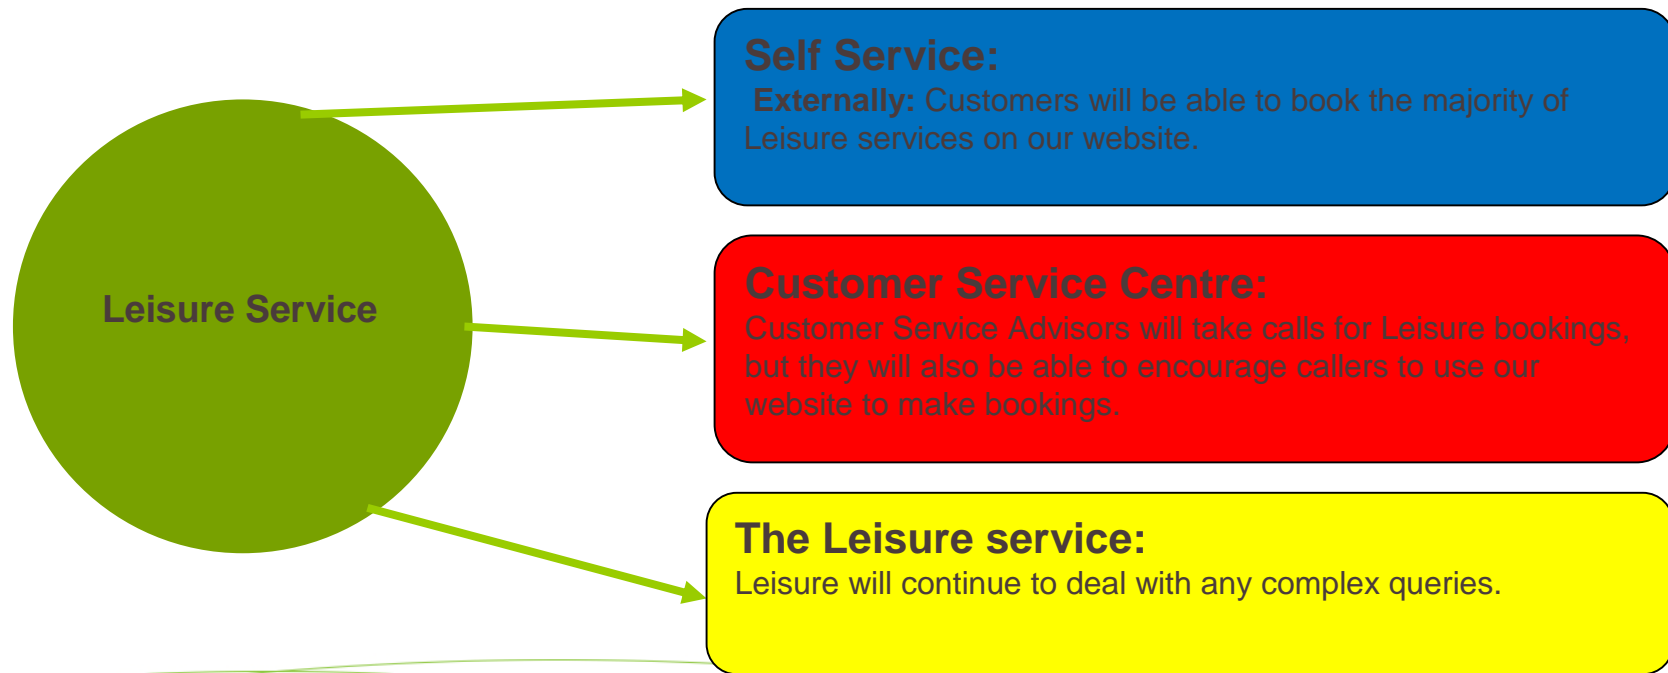 Leisure Service
Self Service:
Externally: Customers will be able to book the majority of
Leisure services on our website.
Customer Service Centre:
Customer Service Advisors will take calls for Leisure bookings,
but they will also be able to encourage callers to use our
website to make bookings.
The Leisure service:
Leisure will continue to deal with any complex queries.